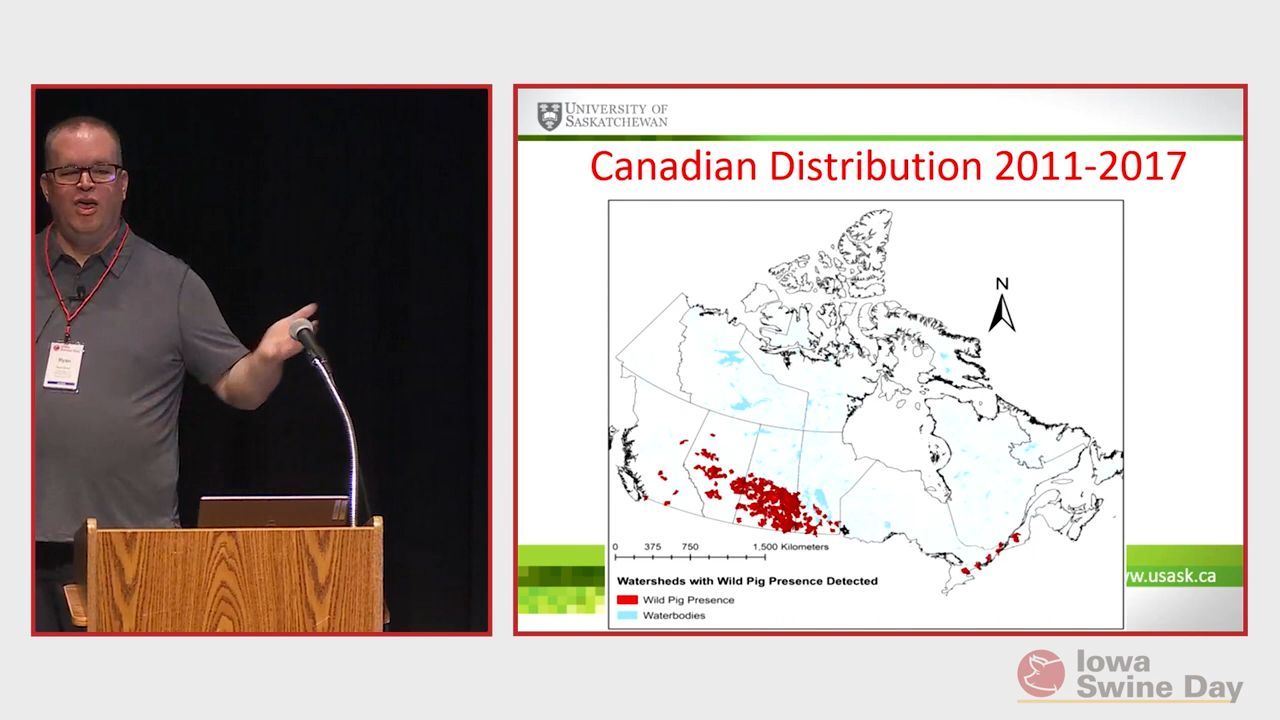 Ryan
UNIVERSITY OF
SASKATCHEWAN
Canadian Distribution 2011-2017
N
0 375 750 1,500 Kilometers
Watersheds with Wild Pig Presence Detected
Wild Pig Presence
Waterbodies
w.usask.ca
Iowa
Swine Day